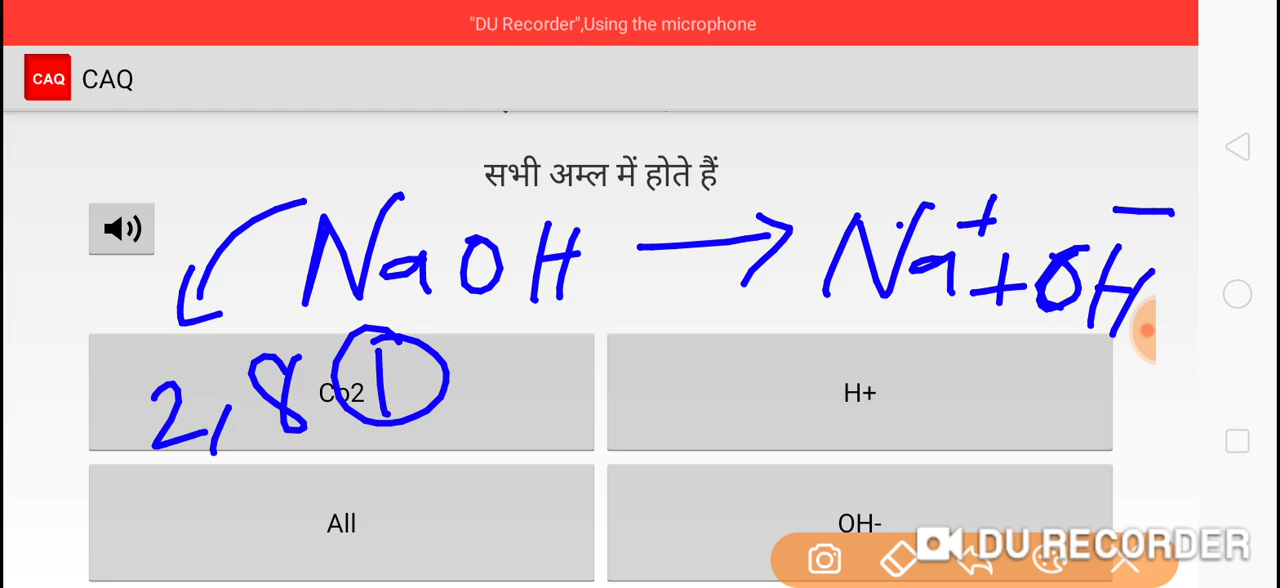 "DU Recorder",Using the microphone
CAQ CAQ
सभी अम्ल में होते हैं
NaOH → Na⁺ + OH⁻
2,8 1
Co2 H+
All OH-
DU RECORDER